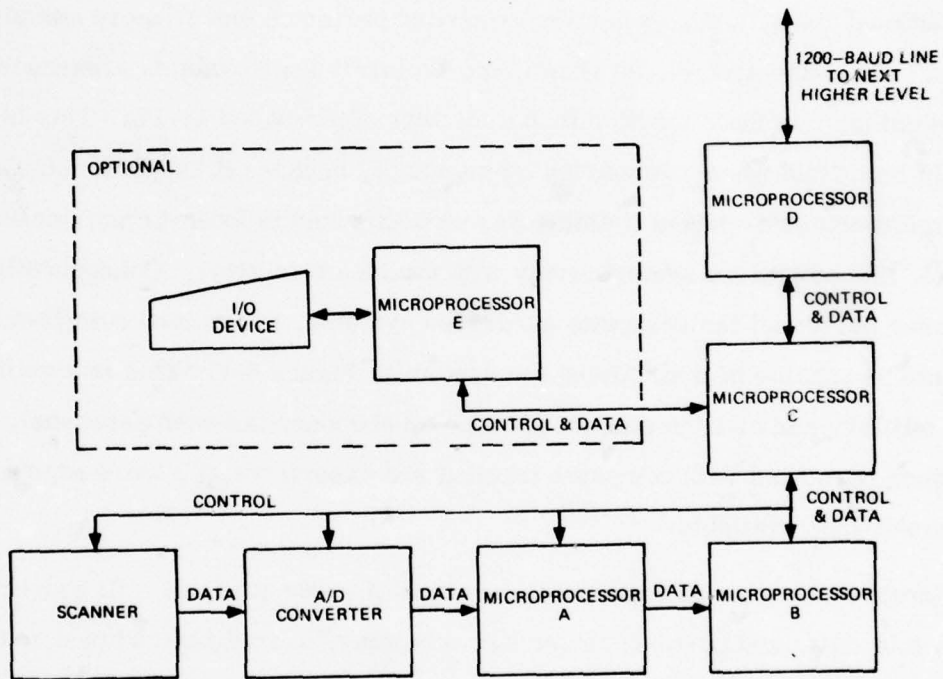 1200-BAUD LINE
TO NEXT
HIGHER LEVEL
OPTIONAL
MICROPROCESSOR
D
I/O
DEVICE
MICROPROCESSOR
E
CONTROL
& DATA
MICROPROCESSOR
C
CONTROL & DATA
CONTROL
CONTROL
& DATA
SCANNER
DATA
A/D
CONVERTER
DATA
MICROPROCESSOR
A
DATA
MICROPROCESSOR
B